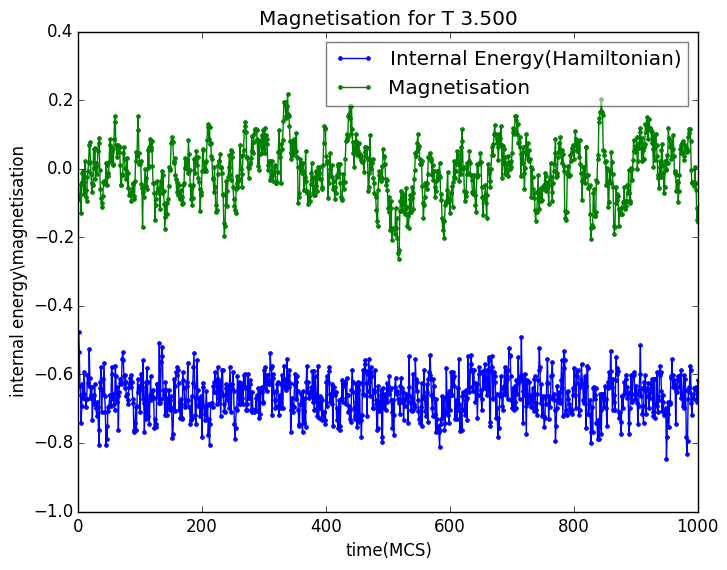 Magnetisation for T 3.500
Internal Energy(Hamiltonian)
Magnetisation
internal energy\magnetisation
0.4
0.2
0.0
−0.2
−0.4
−0.6
−0.8
−1.0
0
200
400
600
800
1000
time(MCS)